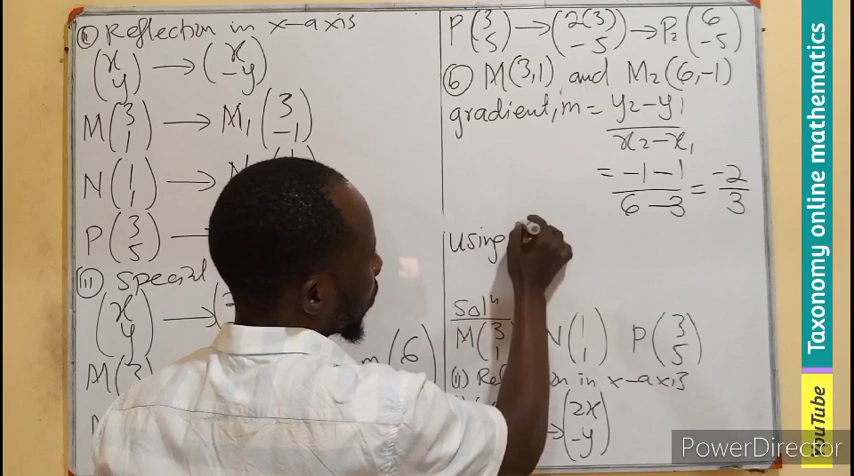 (ii) Reflection in x-axis
(x y) → (x -y)
M(3 1) → M₁(3 -1)
N(1 1) →
P(3 5) →
(iii) Special
(x y) → (2
M(3
m(6
P(3 5) → (2(3) -5) → P₂(6 -5)
(b) M(3,1) and M₂(6,-1)
gradient, m = y₂-y₁ / x₂-x₁
= -1-1 / 6-3 = -2/3
Using
Solⁿ
M(3 1) N(1 1) P(3 5)
(ii) Reflection in x-axis
→ (2x -y)
Taxonomy online mathematics
YouTube
PowerDirector